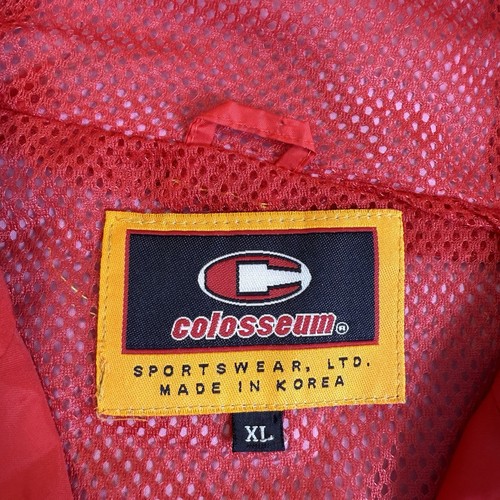 C
colosseum®
SPORTSWEAR, LTD.
MADE IN KOREA
XL